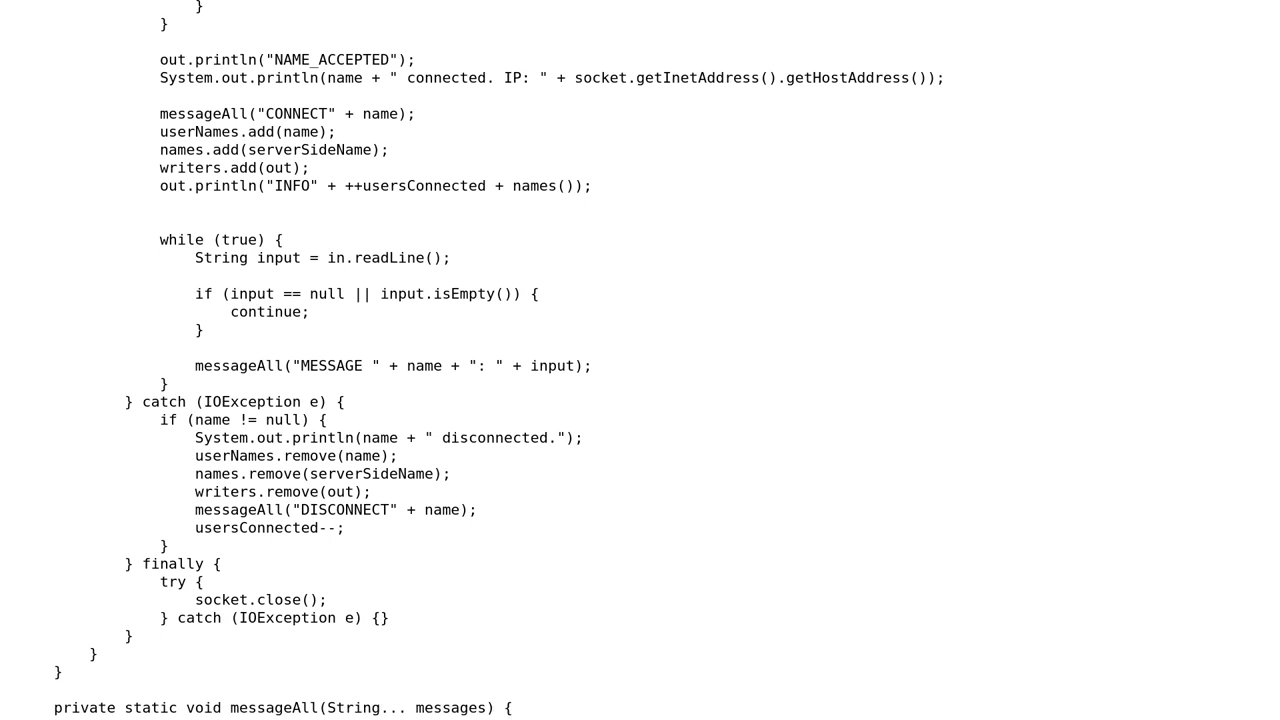 }
            }

            out.println("NAME_ACCEPTED");
            System.out.println(name + " connected. IP: " + socket.getInetAddress().getHostAddress());

            messageAll("CONNECT" + name);
            userNames.add(name);
            names.add(serverSideName);
            writers.add(out);
            out.println("INFO" + ++usersConnected + names());


            while (true) {
                String input = in.readLine();

                if (input == null || input.isEmpty()) {
                    continue;
                }

                messageAll("MESSAGE " + name + ": " + input);
            }
        } catch (IOException e) {
            if (name != null) {
                System.out.println(name + " disconnected.");
                userNames.remove(name);
                names.remove(serverSideName);
                writers.remove(out);
                messageAll("DISCONNECT" + name);
                usersConnected--;
            }
        } finally {
            try {
                socket.close();
            } catch (IOException e) {}
        }
    }
}

private static void messageAll(String... messages) {